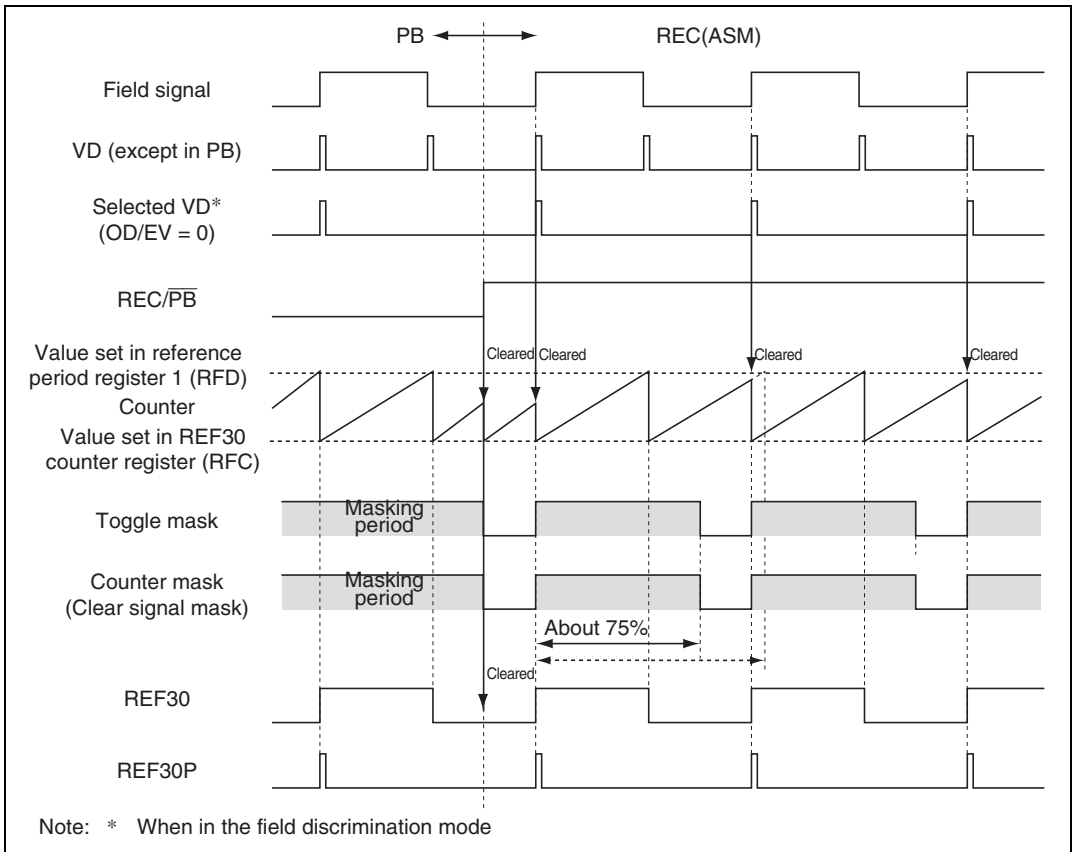 PB REC(ASM)
Field signal
VD (except in PB)
Selected VD*
(OD/EV = 0)
REC/P̅B̅
Cleared Cleared Cleared Cleared
Value set in reference
period register 1 (RFD)
Counter
Value set in REF30
counter register (RFC)
Toggle mask
Masking
period
Counter mask
(Clear signal mask)
Masking
period
About 75%
Cleared
REF30
REF30P
Note: * When in the field discrimination mode